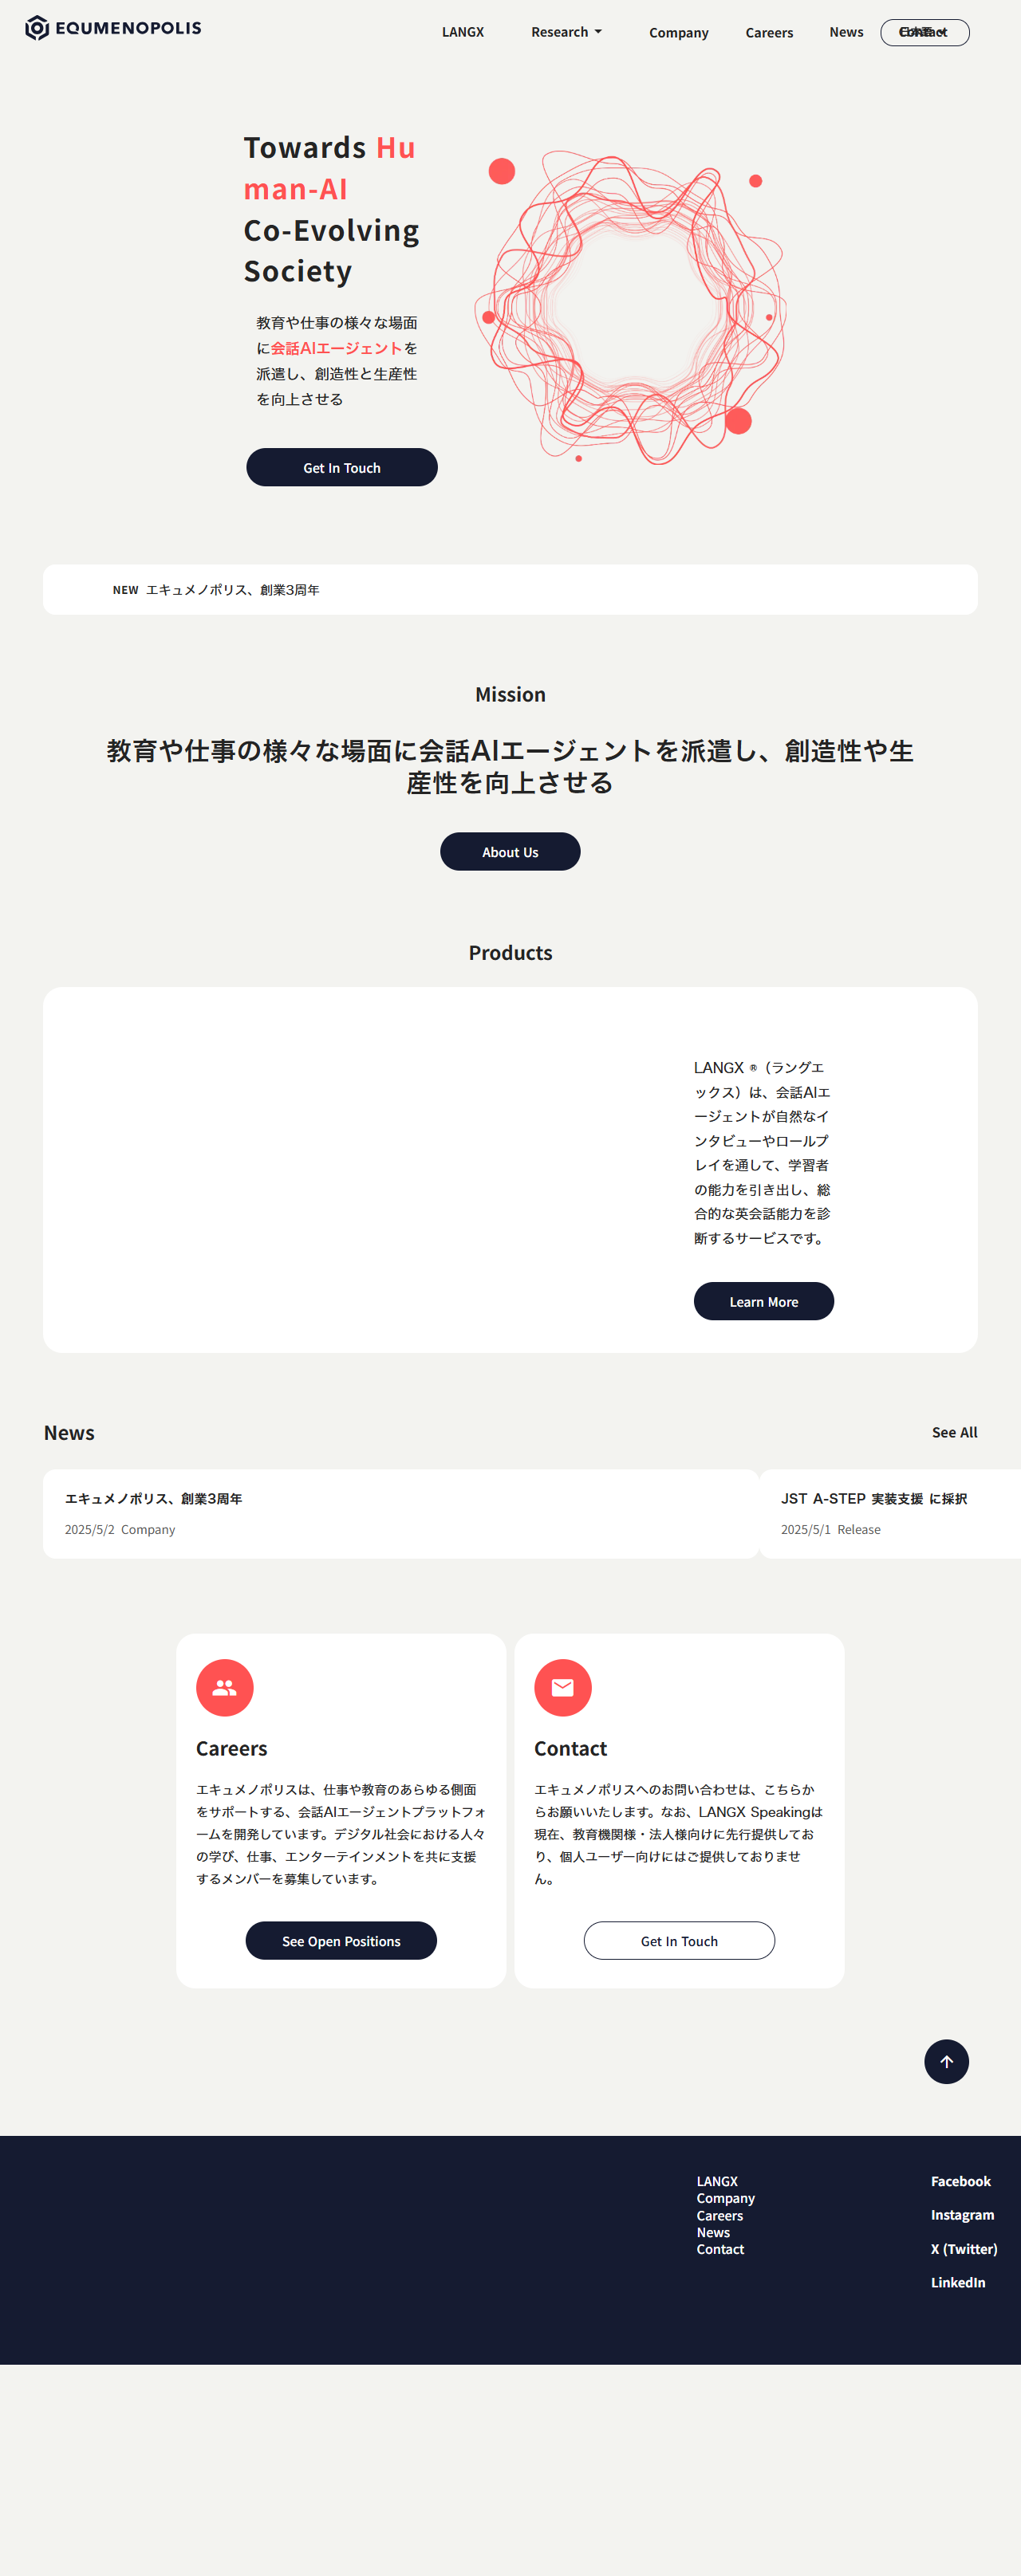 EQUMENOPOLIS
LANGX
Research
Company
Careers
News
Contact
Towards Hu
man-AI
Co-Evolving
Society
教育や仕事の様々な場面
に会話AIエージェントを
派遣し、創造性と生産性
を向上させる
Get In Touch
NEW エキュメノポリス、創業3周年
Mission
教育や仕事の様々な場面に会話AIエージェントを派遣し、創造性や生
産性を向上させる
About Us
Products
LANGX ®（ラングエ
ックス）は、会話AIエ
ージェントが自然なイ
ンタビューやロールプ
レイを通して、学習者
の能力を引き出し、総
合的な英会話能力を診
断するサービスです。
Learn More
News
See All
エキュメノポリス、創業3周年
2025/5/2 Company
JST A-STEP 実装支援 に採択
2025/5/1 Release
Careers
エキュメノポリスは、仕事や教育のあらゆる側面
をサポートする、会話AIエージェントプラットフォ
ームを開発しています。デジタル社会における人々
の学び、仕事、エンターテインメントを共に支援
するメンバーを募集しています。
See Open Positions
Contact
エキュメノポリスへのお問い合わせは、こちらか
らお願いいたします。なお、LANGX Speakingは
現在、教育機関様・法人様向けに先行提供してお
り、個人ユーザー向けにはご提供しておりませ
ん。
Get In Touch
LANGX
Company
Careers
News
Contact
Facebook
Instagram
X (Twitter)
LinkedIn